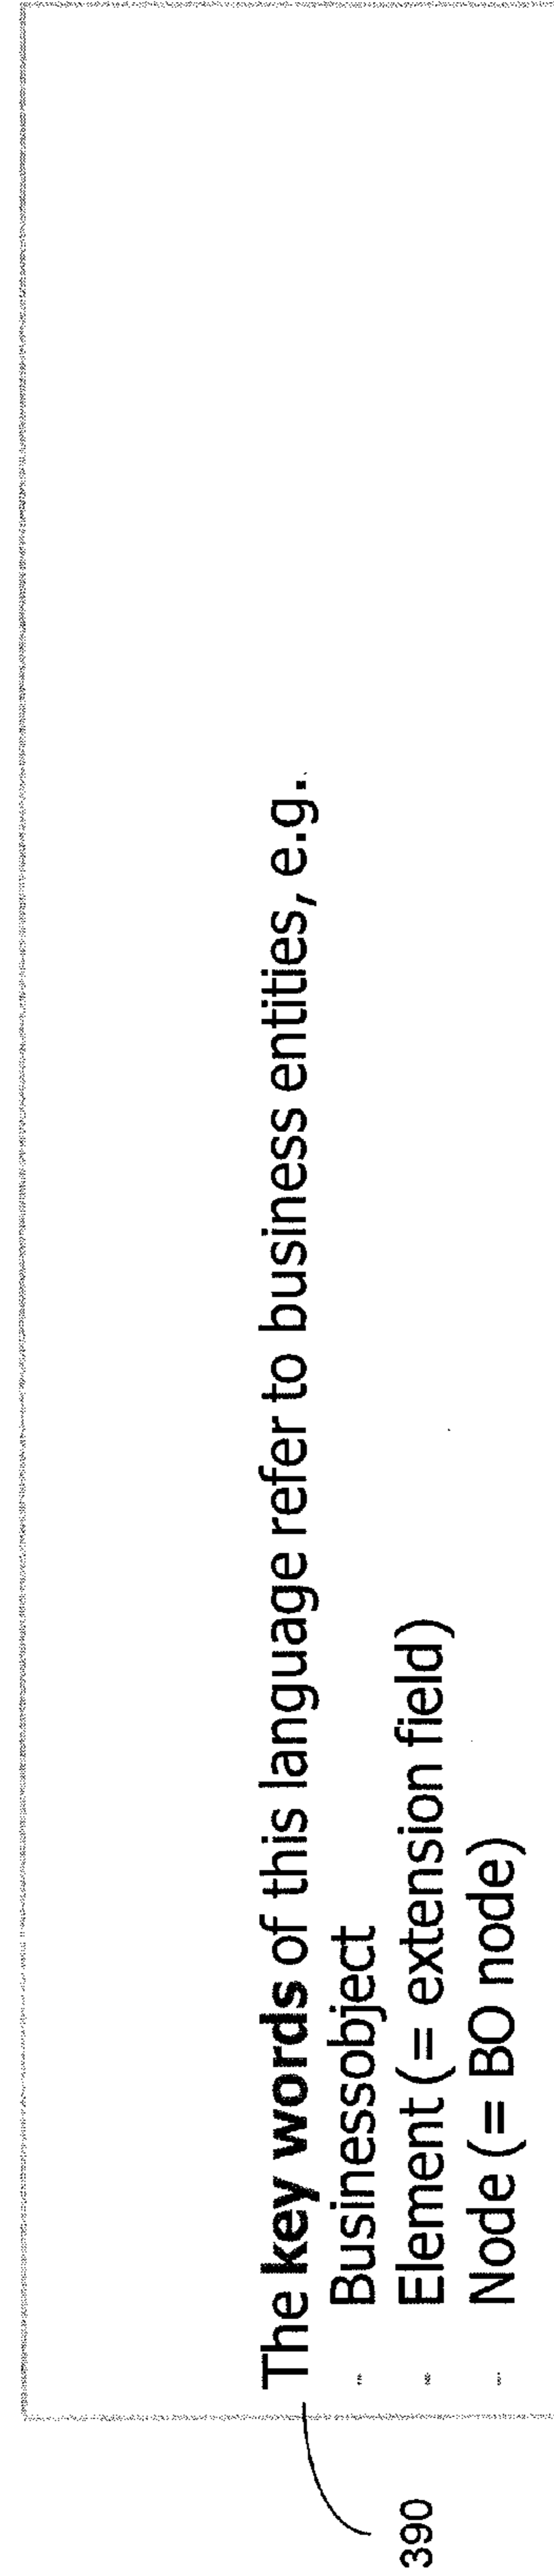 The key words of this language refer to business entities, e.g.
Businessobject
Element (= extension field)
Node (= BO node)
390